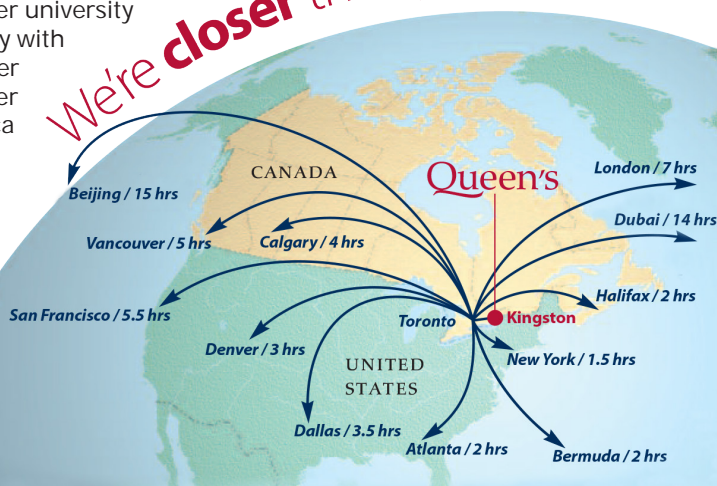 er university
y with
er
er
ca
We're closer
CANADA
Queen's
London / 7 hrs
Beijing / 15 hrs
Dubai / 14 hrs
Vancouver / 5 hrs
Calgary / 4 hrs
Halifax / 2 hrs
San Francisco / 5.5 hrs
Toronto
Kingston
Denver / 3 hrs
New York / 1.5 hrs
UNITED
STATES
Dallas / 3.5 hrs
Atlanta / 2 hrs
Bermuda / 2 hrs